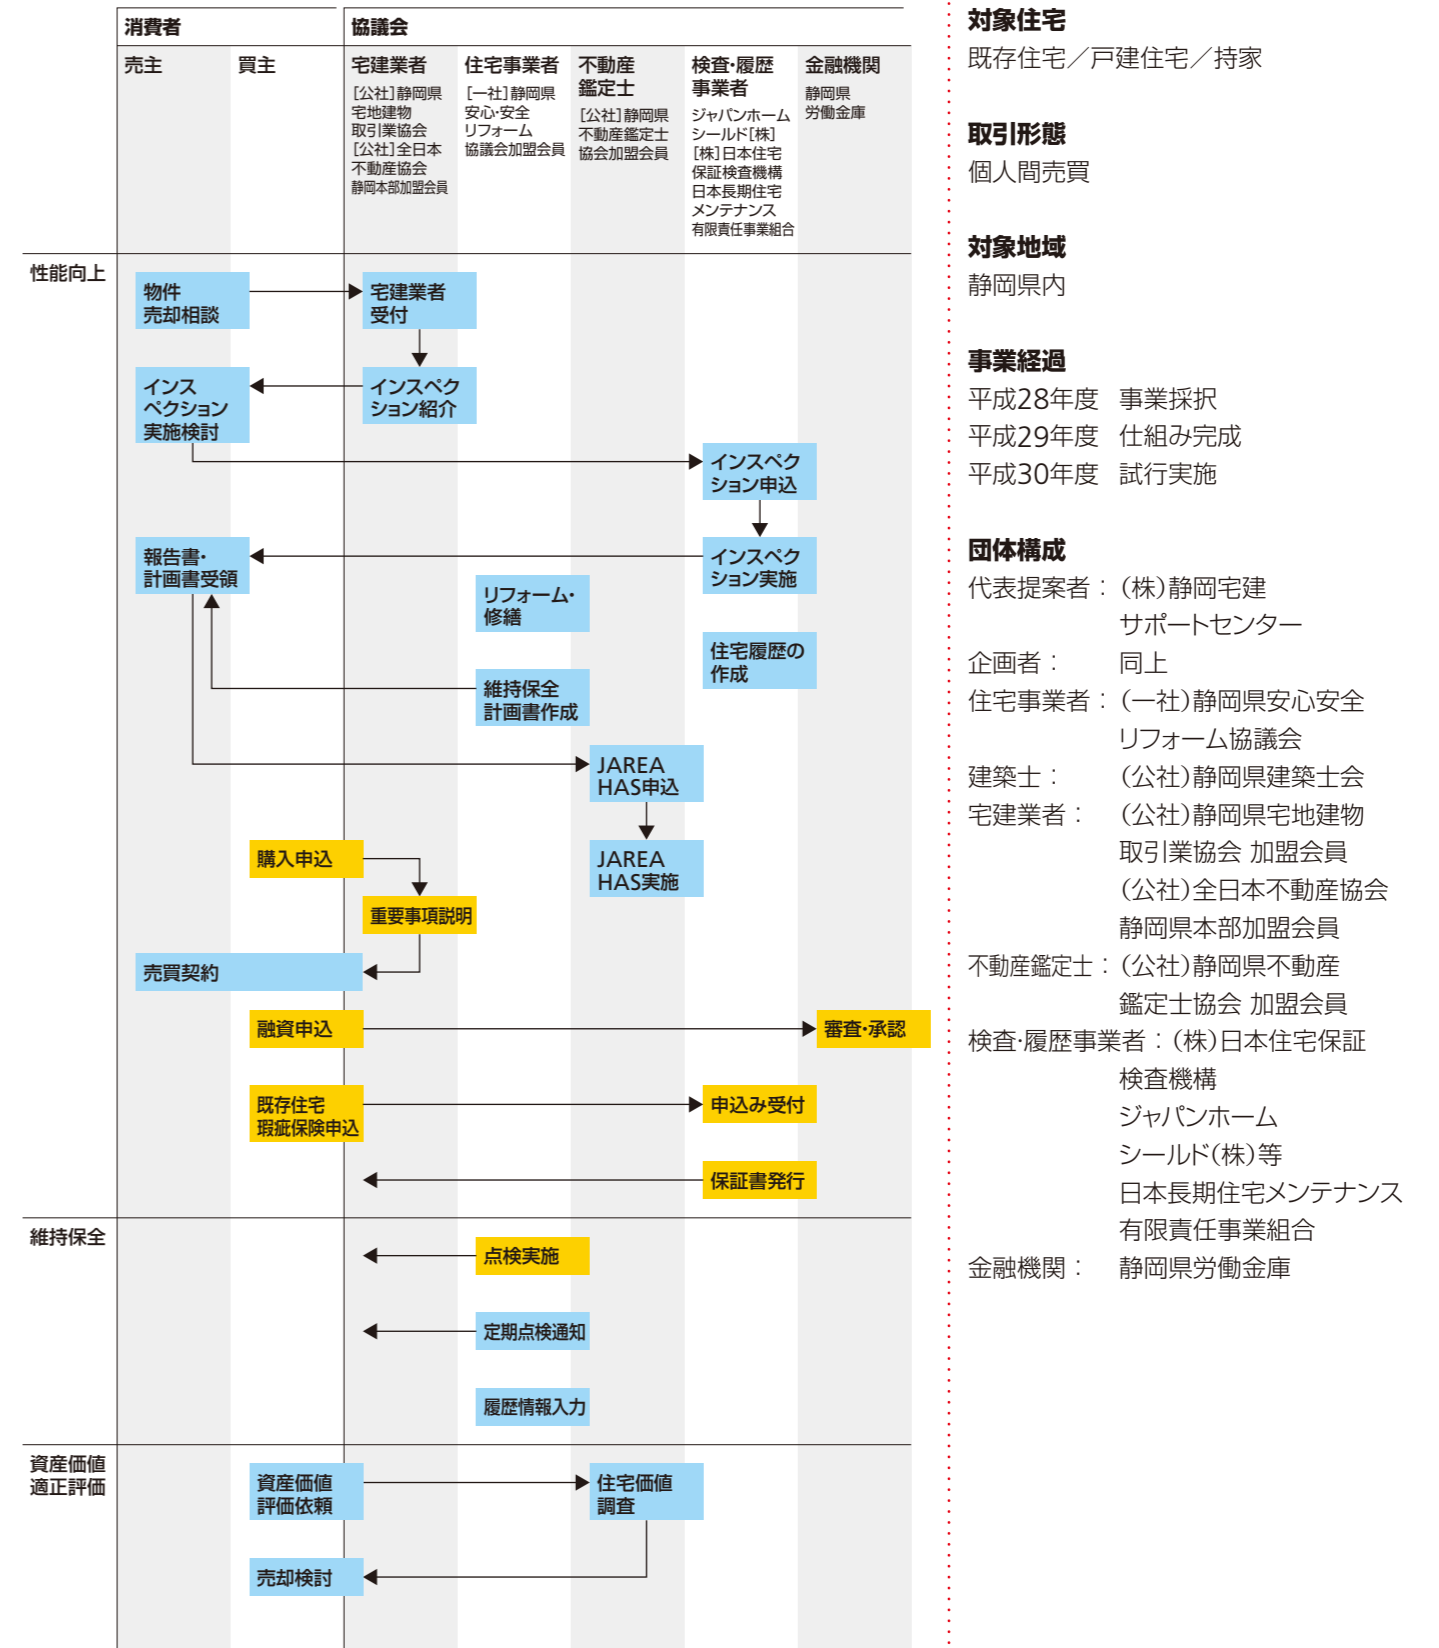 消費者
協議会
売主
買主
宅建業者
[公社]静岡県
宅地建物
取引業協会
[公社]全日本
不動産協会
静岡本部加盟会員
住宅事業者
[一社]静岡県
安心・安全
リフォーム
協議会加盟会員
不動産
鑑定士
[公社]静岡県
不動産鑑定士
協会加盟会員
検査・履歴
事業者
ジャパンホーム
シールド[株]
[株]日本住宅
保証検査機構
日本長期住宅
メンテナンス
有限責任事業組合
金融機関
静岡県
労働金庫
性能向上
物件
売却相談
宅建業者
受付
インス
ペクション
実施検討
インスペク
ション紹介
インスペク
ション申込
報告書・
計画書受領
インスペク
ション実施
リフォーム・
修繕
住宅履歴の
作成
維持保全
計画書作成
JAREA
HAS申込
購入申込
JAREA
HAS実施
重要事項説明
売買契約
融資申込
審査・承認
既存住宅
瑕疵保険申込
申込み受付
保証書発行
維持保全
点検実施
定期点検通知
履歴情報入力
資産価値
適正評価
資産価値
評価依頼
住宅価値
調査
売却検討
対象住宅
既存住宅／戸建住宅／持家
取引形態
個人間売買
対象地域
静岡県内
事業経過
平成28年度 事業採択
平成29年度 仕組み完成
平成30年度 試行実施
団体構成
代表提案者：（株）静岡宅建
サポートセンター
企画者： 同上
住宅事業者：（一社）静岡県安心安全
リフォーム協議会
建築士： （公社）静岡県建築士会
宅建業者： （公社）静岡県宅地建物
取引業協会 加盟会員
（公社）全日本不動産協会
静岡県本部加盟会員
不動産鑑定士：（公社）静岡県不動産
鑑定士協会 加盟会員
検査・履歴事業者：（株）日本住宅保証
検査機構
ジャパンホーム
シールド（株）等
日本長期住宅メンテナンス
有限責任事業組合
金融機関： 静岡県労働金庫